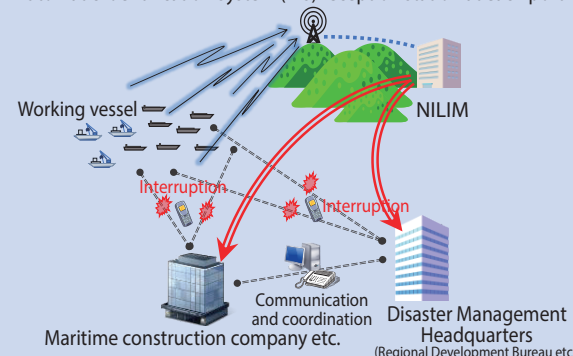 Working vessel
NILIM
Interruption
Interruption
Communication
and coordination
Maritime construction company etc.
Disaster Management
Headquarters
(Regional Development Bureau etc